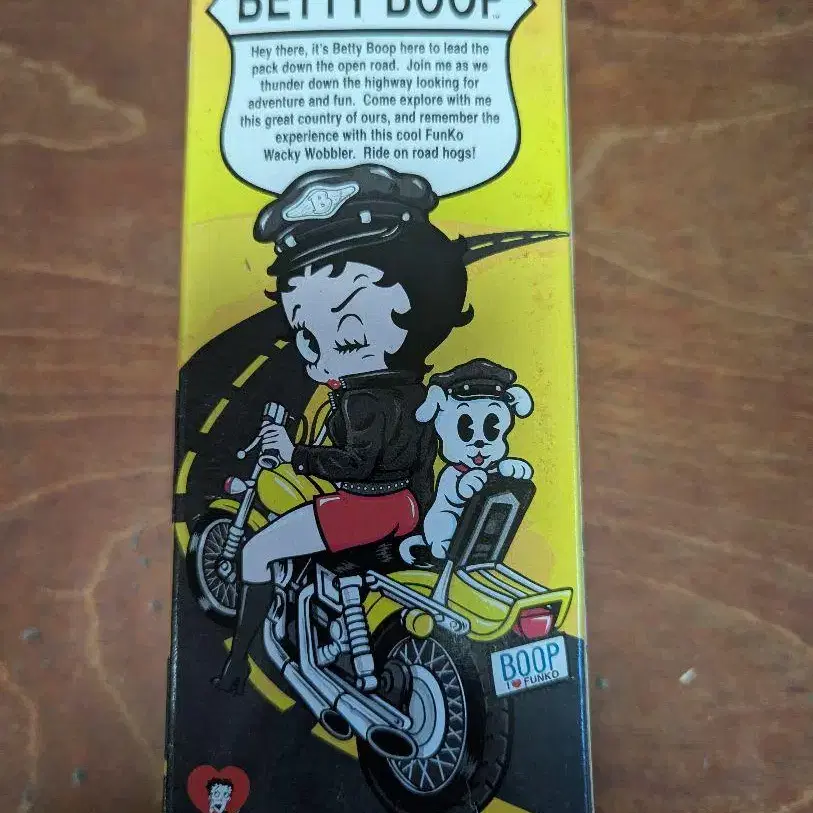 BETTY BOOP™
Hey there, it's Betty Boop here to lead the
pack down the open road. Join me as we
thunder down the highway looking for
adventure and fun. Come explore with me
this great country of ours, and remember the
experience with this cool FunKo
Wacky Wobbler. Ride on road hogs!
B
BOOP
I ❤ FUNKO